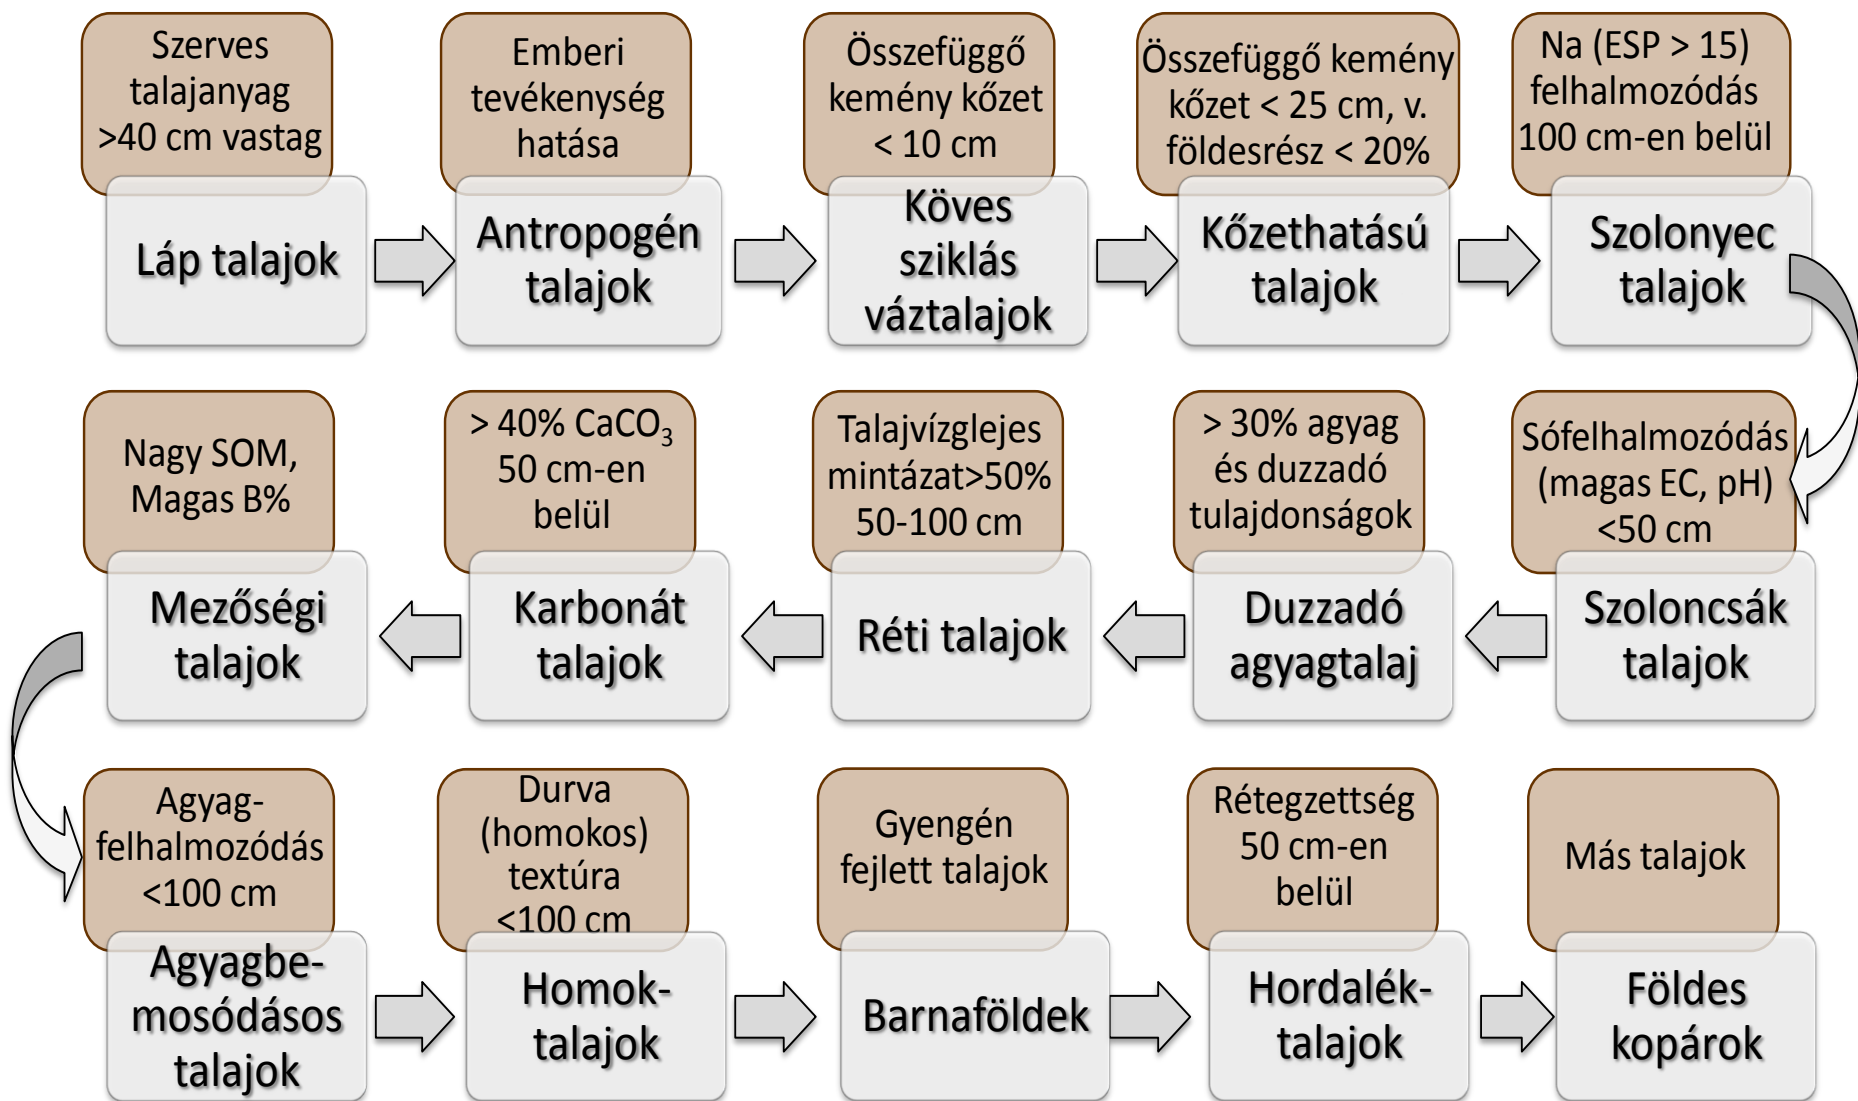 Szerves
talajanyag
>40 cm vastag
Láp talajok
Emberi
tevékenység
hatása
Antropogén
talajok
Összefüggő
kemény kőzet
< 10 cm
Köves
sziklás
váztalajok
Összefüggő kemény
kőzet < 25 cm, v.
földesrész < 20%
Kőzethatású
talajok
Na (ESP > 15)
felhalmozódás
100 cm-en belül
Szolonyec
talajok
Sófelhalmozódás
(magas EC, pH)
<50 cm
Szoloncsák
talajok
> 30% agyag
és duzzadó
tulajdonságok
Duzzadó
agyagtalaj
Talajvízglejes
mintázat>50%
50-100 cm
Réti talajok
> 40% CaCO₃
50 cm-en
belül
Karbonát
talajok
Nagy SOM,
Magas B%
Mezőségi
talajok
Agyag-
felhalmozódás
<100 cm
Agyagbe-
mosódásos
talajok
Durva
(homokos)
textúra
<100 cm
Homok-
talajok
Gyengén
fejlett talajok
Barnaföldek
Rétegzettség
50 cm-en
belül
Hordalék-
talajok
Más talajok
Földes
kopárok